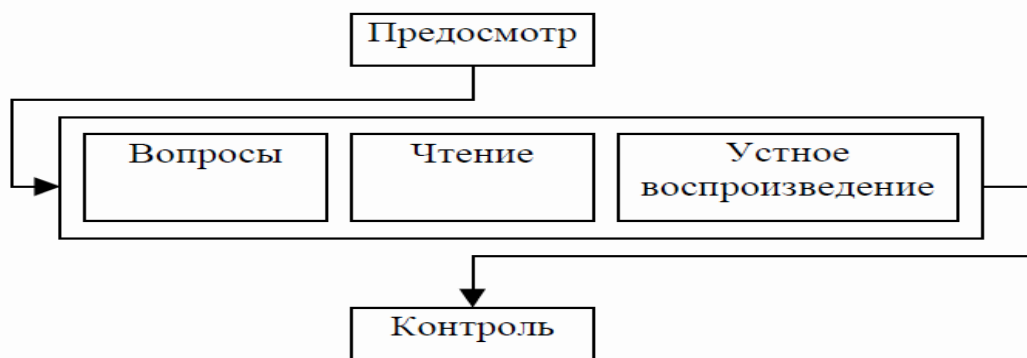 Предосмотр
Вопросы
Чтение
Устное
воспроизведение
Контроль